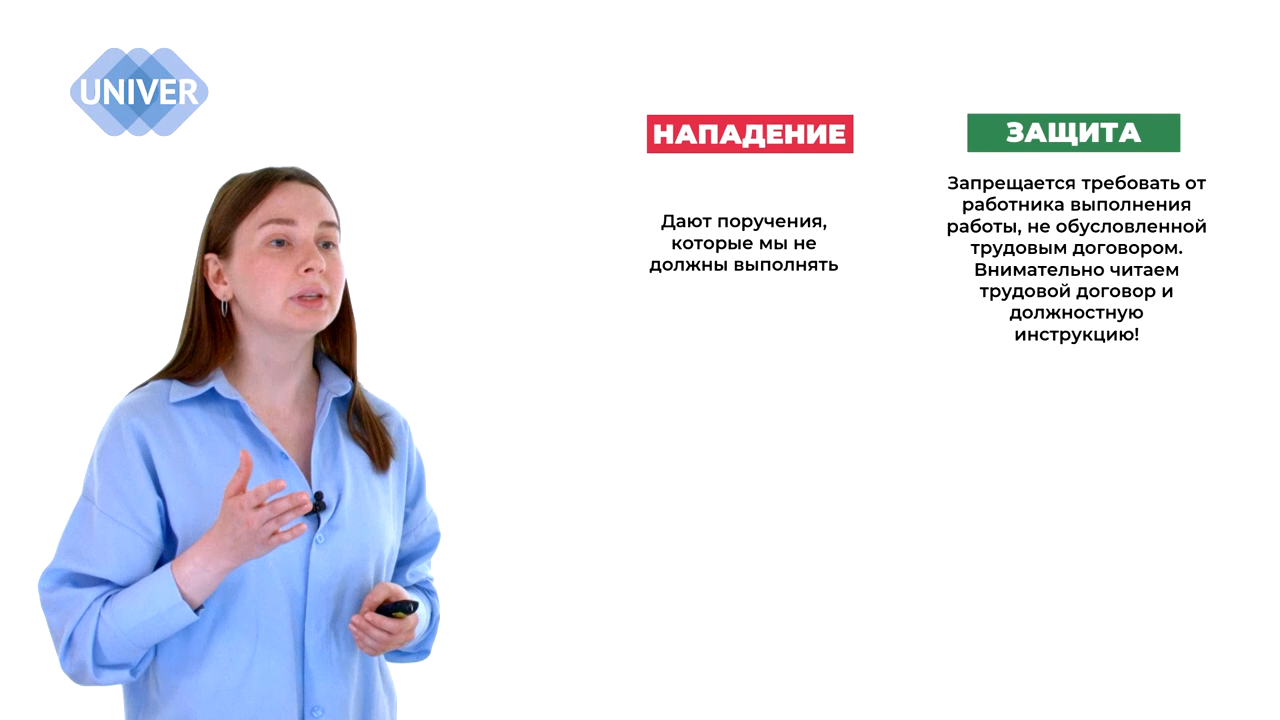 UNIVER
НАПАДЕНИЕ
Дают поручения,
которые мы не
должны выполнять
ЗАЩИТА
Запрещается требовать от
работника выполнения
работы, не обусловленной
трудовым договором.
Внимательно читаем
трудовой договор и
должностную
инструкцию!